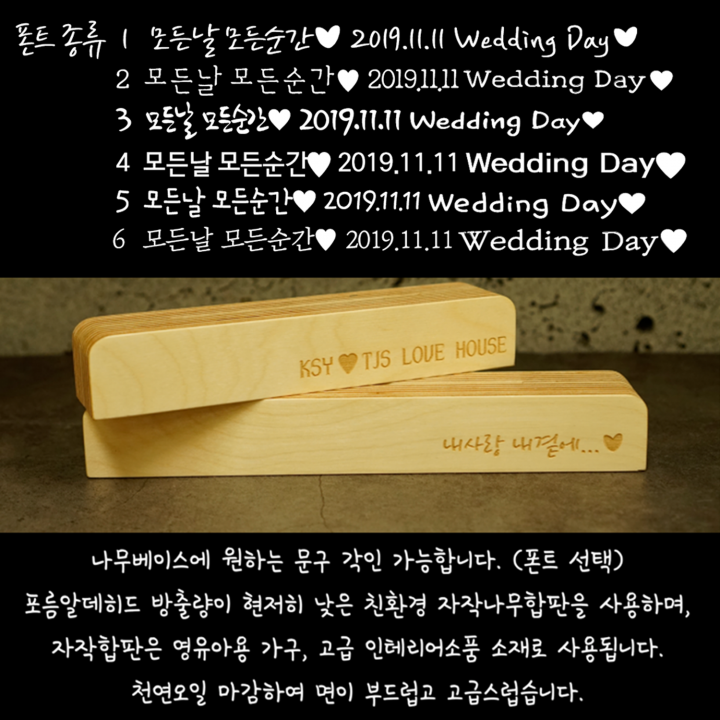 폰트 종류 1 모든날 모든순간♥ 2019.11.11 Wedding Day♥
2 모든날 모든순간♥ 2019.11.11 Wedding Day♥
3 모든날 모든순간♥ 2019.11.11 Wedding Day♥
4 모든날 모든순간♥ 2019.11.11 Wedding Day♥
5 모든날 모든순간♥ 2019.11.11 Wedding Day♥
6 모든날 모든순간♥ 2019.11.11 Wedding Day♥
KSY♥TJS LOVE HOUSE
내사랑 내곁에...♥
나무베이스에 원하는 문구 각인 가능합니다. (폰트 선택)
포름알데히드 방출량이 현저히 낮은 친환경 자작나무합판을 사용하며,
자작합판은 영유아용 가구, 고급 인테리어소품 소재로 사용됩니다.
천연오일 마감하여 면이 부드럽고 고급스럽습니다.